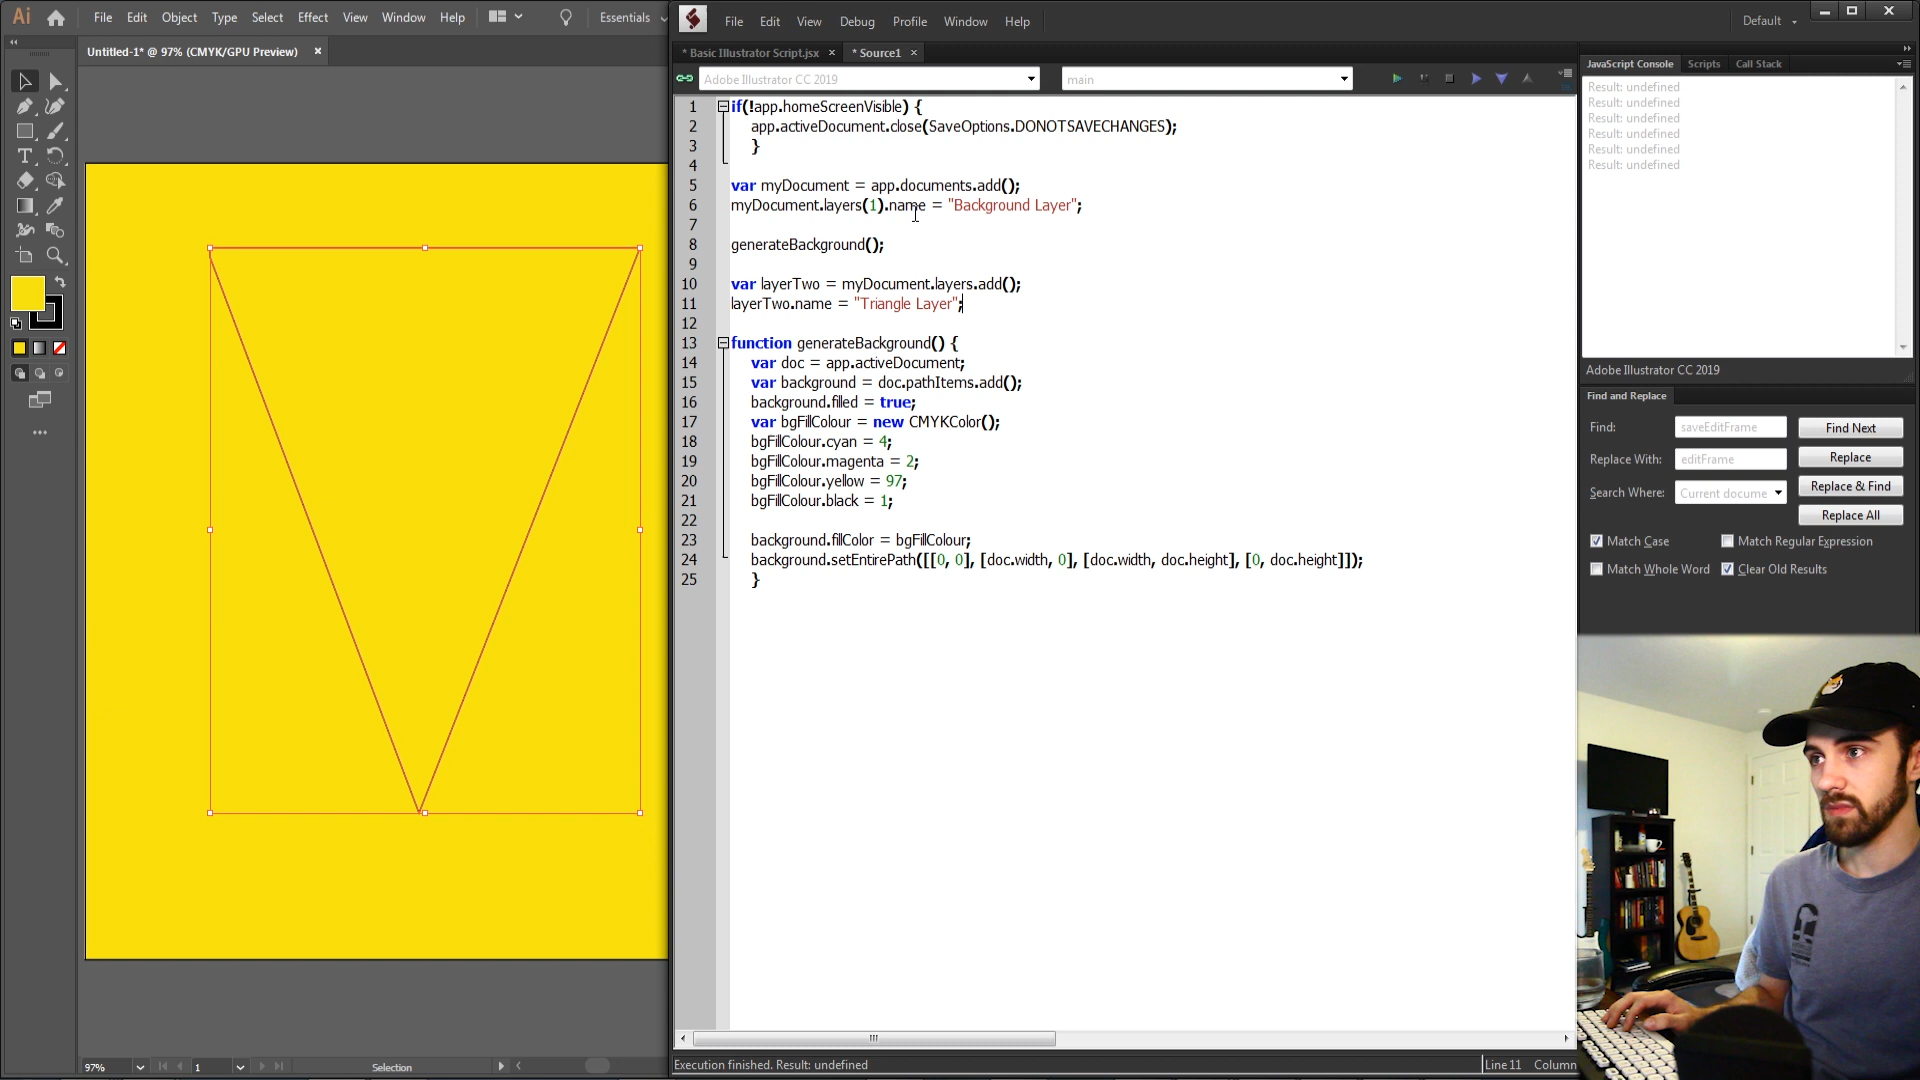 Ai File Edit Object Type Select Effect View Window Help Essentials
Untitled-1* @ 97% (CMYK/GPU Preview) ×
97% 1 Selection
File Edit View Debug Profile Window Help Default
* Basic Illustrator Script.jsx × * Source1 ×
Adobe Illustrator CC 2019 main
1 if(!app.homeScreenVisible) {
2 app.activeDocument.close(SaveOptions.DONOTSAVECHANGES);
3 }
4
5 var myDocument = app.documents.add();
6 myDocument.layers(1).name = "Background Layer";
7
8 generateBackground();
9
10 var layerTwo = myDocument.layers.add();
11 layerTwo.name = "Triangle Layer";
12
13 function generateBackground() {
14 var doc = app.activeDocument;
15 var background = doc.pathItems.add();
16 background.filled = true;
17 var bgFillColour = new CMYKColor();
18 bgFillColour.cyan = 4;
19 bgFillColour.magenta = 2;
20 bgFillColour.yellow = 97;
21 bgFillColour.black = 1;
22
23 background.fillColor = bgFillColour;
24 background.setEntirePath([[0, 0], [doc.width, 0], [doc.width, doc.height], [0, doc.height]]);
25 }
Execution finished. Result: undefined Line 11 Column
JavaScript Console Scripts Call Stack
Result: undefined
Result: undefined
Result: undefined
Result: undefined
Result: undefined
Result: undefined
Adobe Illustrator CC 2019
Find and Replace
Find: saveEditFrame Find Next
Replace With: editFrame Replace
Search Where: Current docume Replace & Find
Replace All
Match Case Match Regular Expression
Match Whole Word Clear Old Results